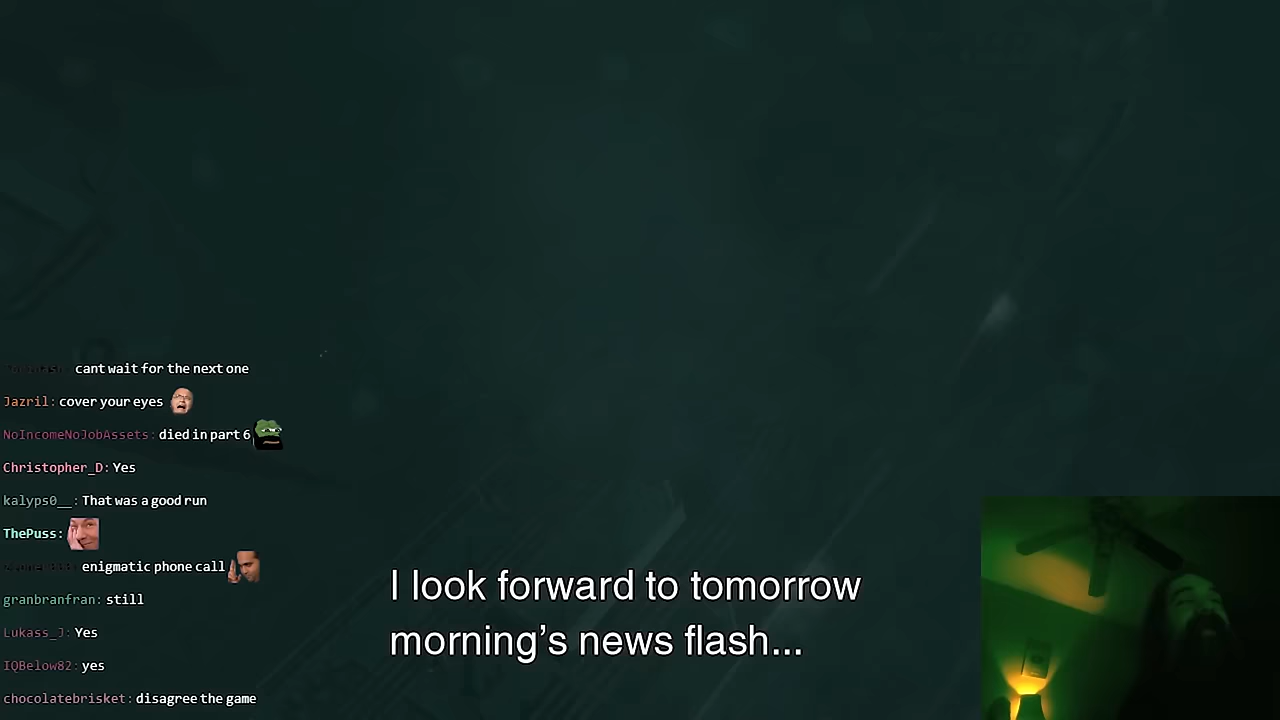 cant wait for the next one
Jazril: cover your eyes
NoIncomeNoJobAssets: died in part 6
Christopher_D: Yes
kalyps0__: That was a good run
ThePuss:
enigmatic phone call
granbranfran: still
Lukass_J: Yes
IQBelow82: yes
chocolatebrisket: disagree the game
I look forward to tomorrow
morning’s news flash...